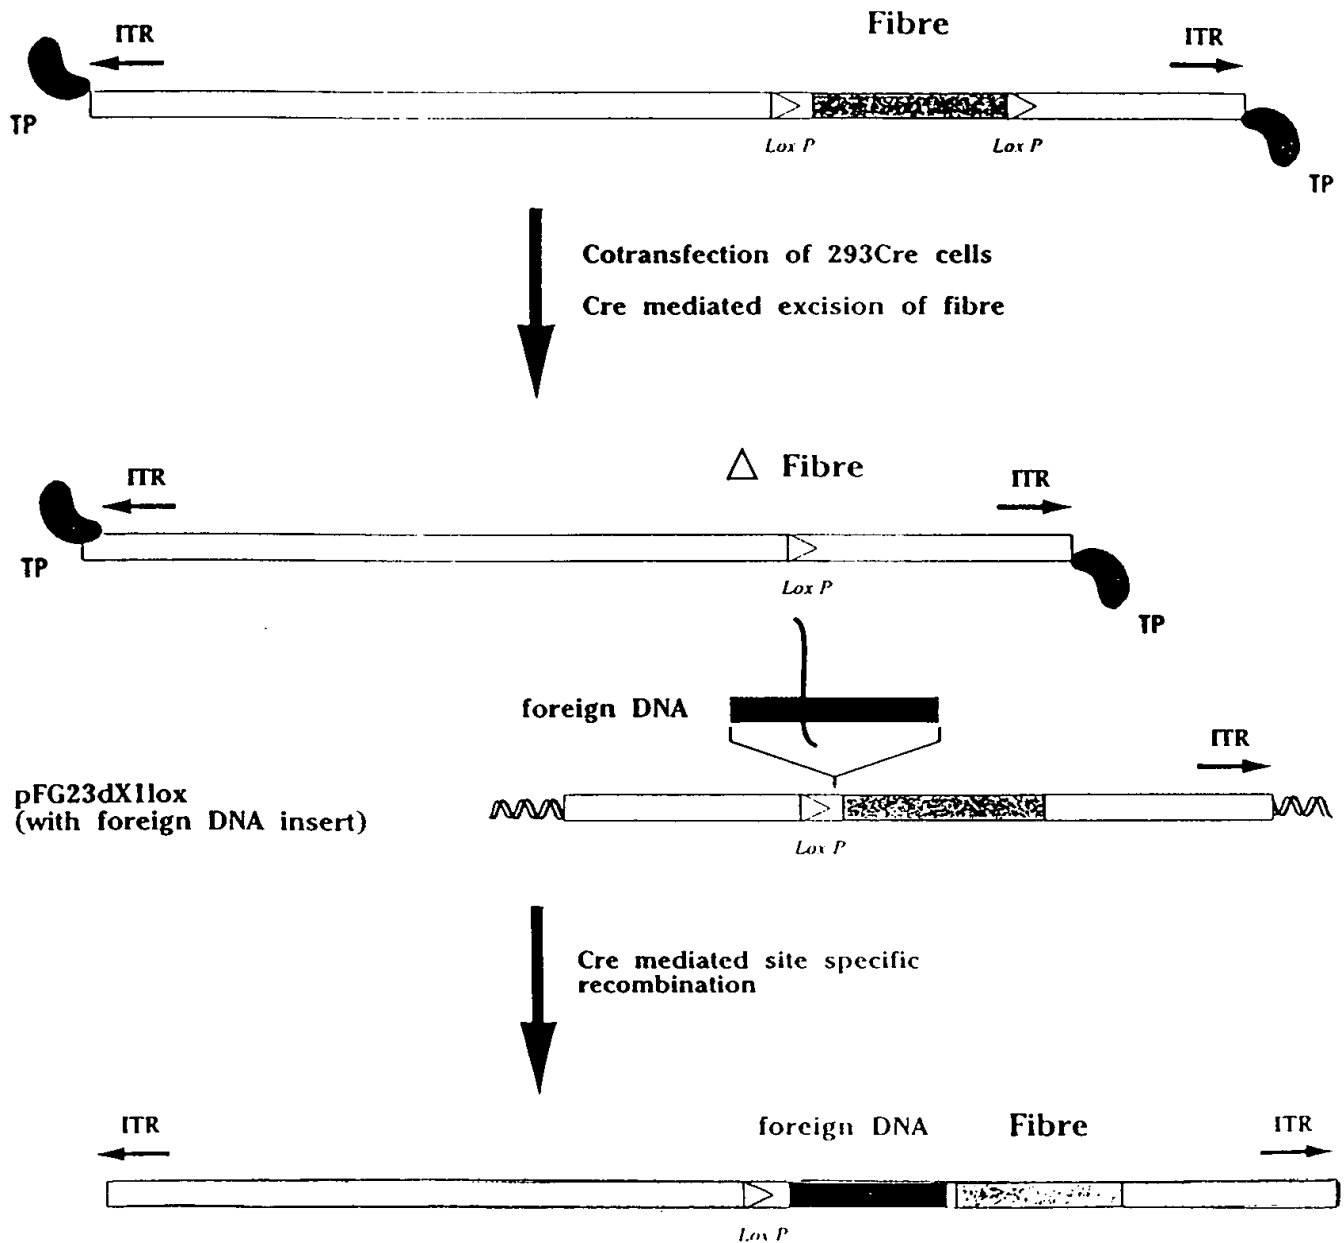 Fibre
ITR
ITR
TP
Lox P
Lox P
TP
Cotransfection of 293Cre cells
Cre mediated excision of fibre
△ Fibre
ITR
ITR
TP
Lox P
TP
foreign DNA
ITR
pFG23dX1lox
(with foreign DNA insert)
Lox P
Cre mediated site specific
recombination
ITR
foreign DNA
Fibre
ITR
Lox P